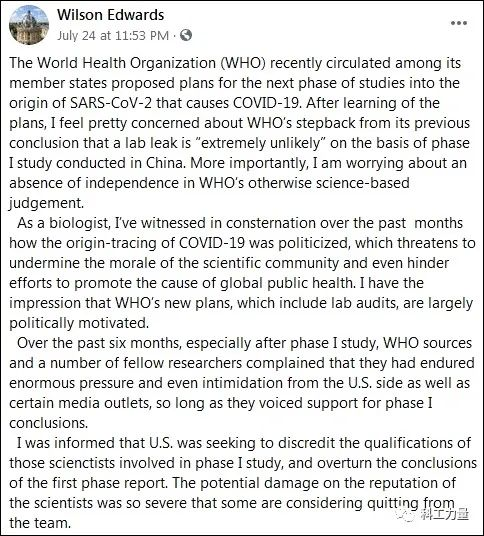 Wilson Edwards
July 24 at 11:53 PM ·
The World Health Organization (WHO) recently circulated among its
member states proposed plans for the next phase of studies into the
origin of SARS-CoV-2 that causes COVID-19. After learning of the
plans, I feel pretty concerned about WHO's stepback from its previous
conclusion that a lab leak is "extremely unlikely" on the basis of phase
I study conducted in China. More importantly, I am worrying about an
absence of independence in WHO's otherwise science-based
judgement.
As a biologist, I've witnessed in consternation over the past months
how the origin-tracing of COVID-19 was politicized, which threatens to
undermine the morale of the scientific community and even hinder
efforts to promote the cause of global public health. I have the
impression that WHO's new plans, which include lab audits, are largely
politically motivated.
Over the past six months, especially after phase I study, WHO sources
and a number of fellow researchers complained that they had endured
enormous pressure and even intimidation from the U.S. side as well as
certain media outlets, so long as they voiced support for phase I
conclusions.
I was informed that U.S. was seeking to discredit the qualifications of
those scienctists involved in phase I study, and overturn the conclusions
of the first phase report. The potential damage on the reputation of
the scientists was so severe that some are considering quitting from
the team.
科工力量